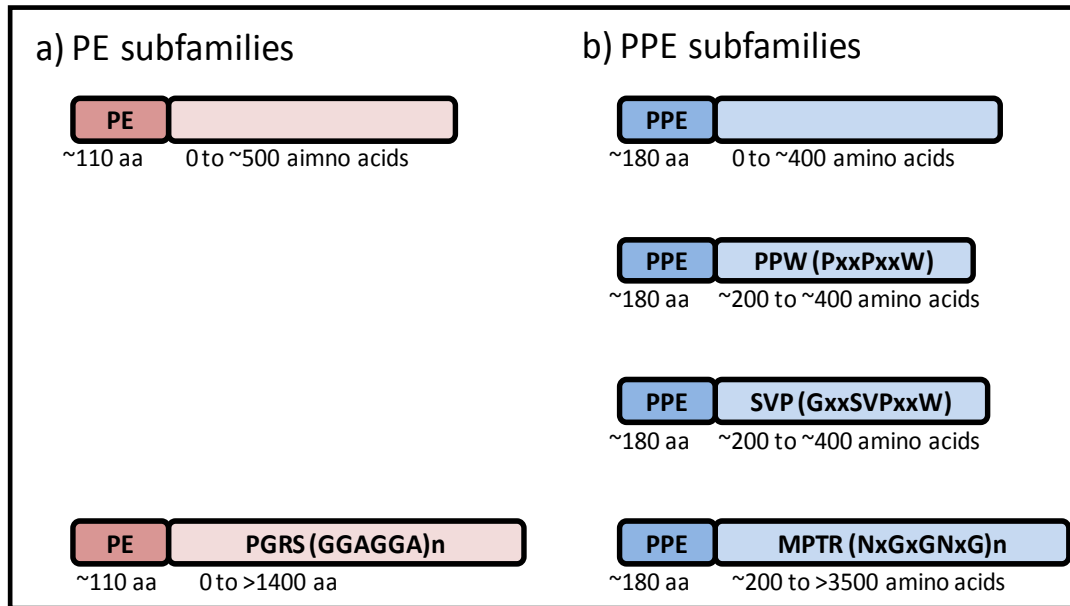 a) PE subfamilies
PE
~110 aa
0 to ~500 aimno acids
PE
PGRS (GGAGGA)n
~110 aa
0 to >1400 aa
b) PPE subfamilies
PPE
~180 aa
0 to ~400 amino acids
PPE
PPW (PxxPxxW)
~180 aa
~200 to ~400 amino acids
PPE
SVP (GxxSVPxxW)
~180 aa
~200 to ~400 amino acids
PPE
MPTR (NxGxGNxG)n
~180 aa
~200 to >3500 amino acids